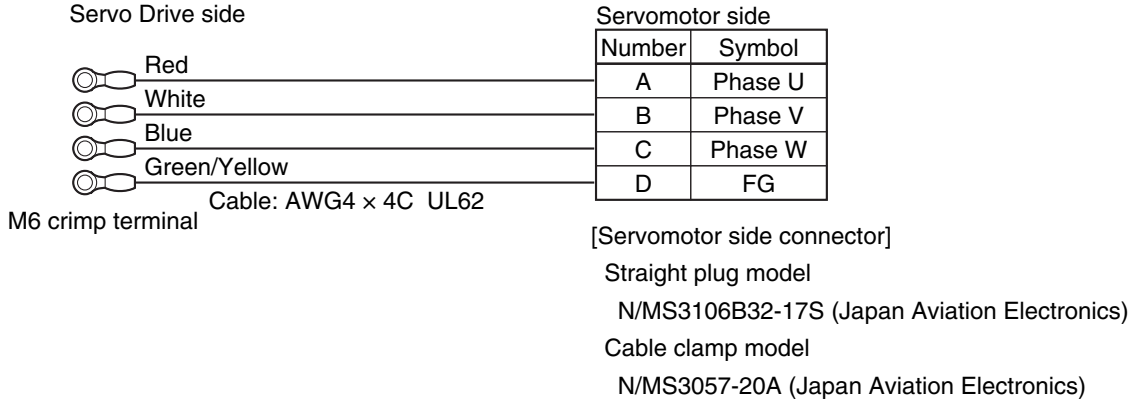 Servo Drive side
Servomotor side
Number Symbol
Red
A Phase U
White
B Phase V
Blue
C Phase W
Green/Yellow
D FG
Cable: AWG4 × 4C UL62
M6 crimp terminal
[Servomotor side connector]
Straight plug model
N/MS3106B32-17S (Japan Aviation Electronics)
Cable clamp model
N/MS3057-20A (Japan Aviation Electronics)